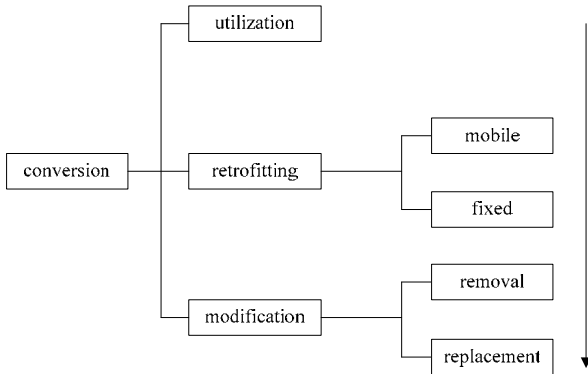 utilization
conversion
retrofitting
mobile
fixed
modification
removal
replacement